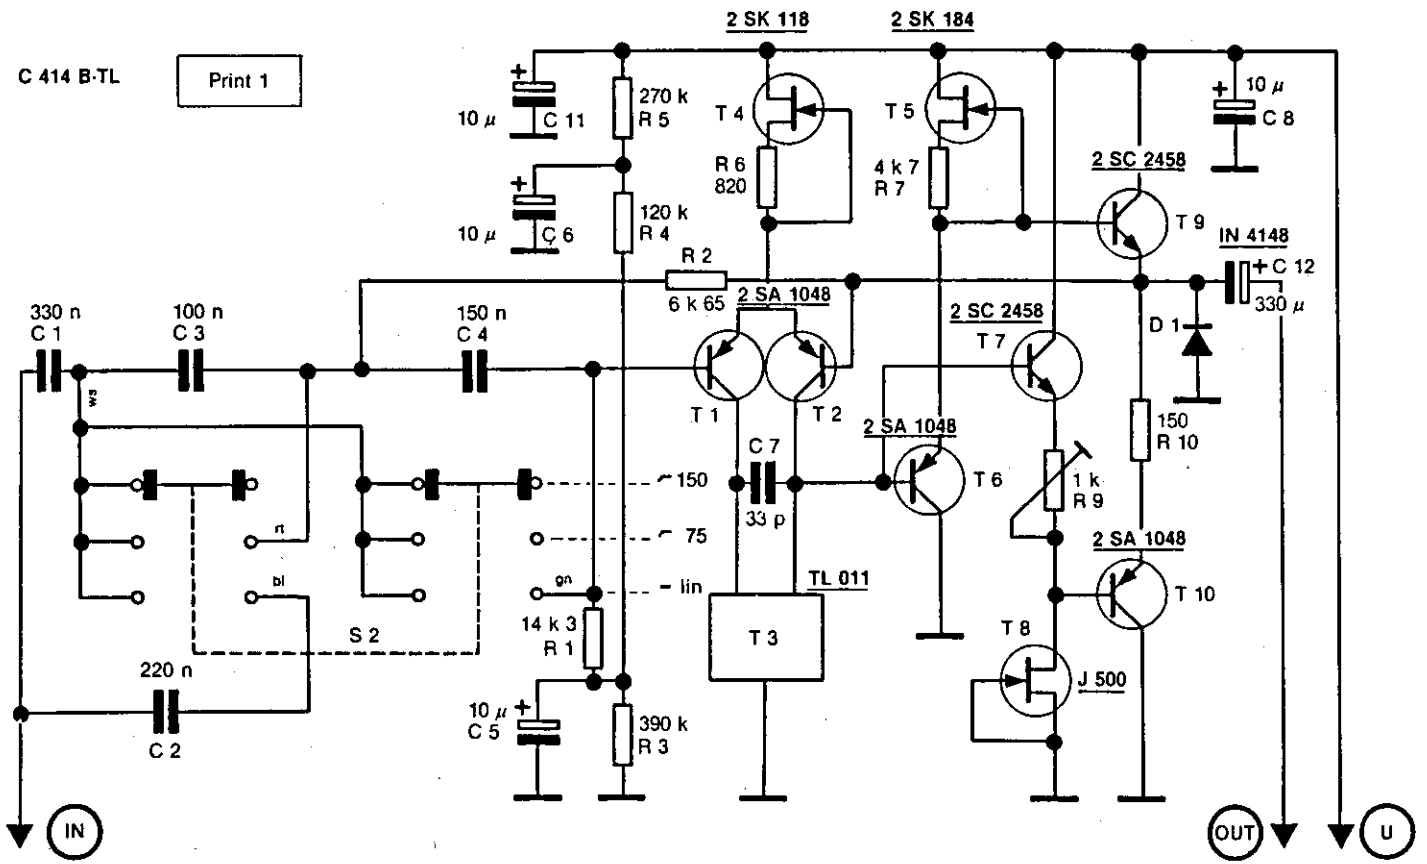 2 SK 118
2 SK 184
C 414 B-TL
Print 1
10 µ
C 11
270 k
R 5
T 4
T 5
10 µ
C 8
R 6
820
4 k 7
R 7
2 SC 2458
10 µ
C 6
120 k
R 4
T 9
R 2
6 k 65
IN 4148
C 12
330 µ
330 n
C 1
100 n
C 3
150 n
C 4
2 SA 1048
2 SC 2458
T 7
D 1
ws
T 1
T 2
2 SA 1048
150
R 10
C 7
33 p
T 6
1 k
R 9
150
75
lin
rt
bl
gn
2 SA 1048
TL 011
T 10
S 2
14 k 3
R 1
T 3
T 8
J 500
220 n
C 2
10 µ
C 5
390 k
R 3
IN
OUT
U